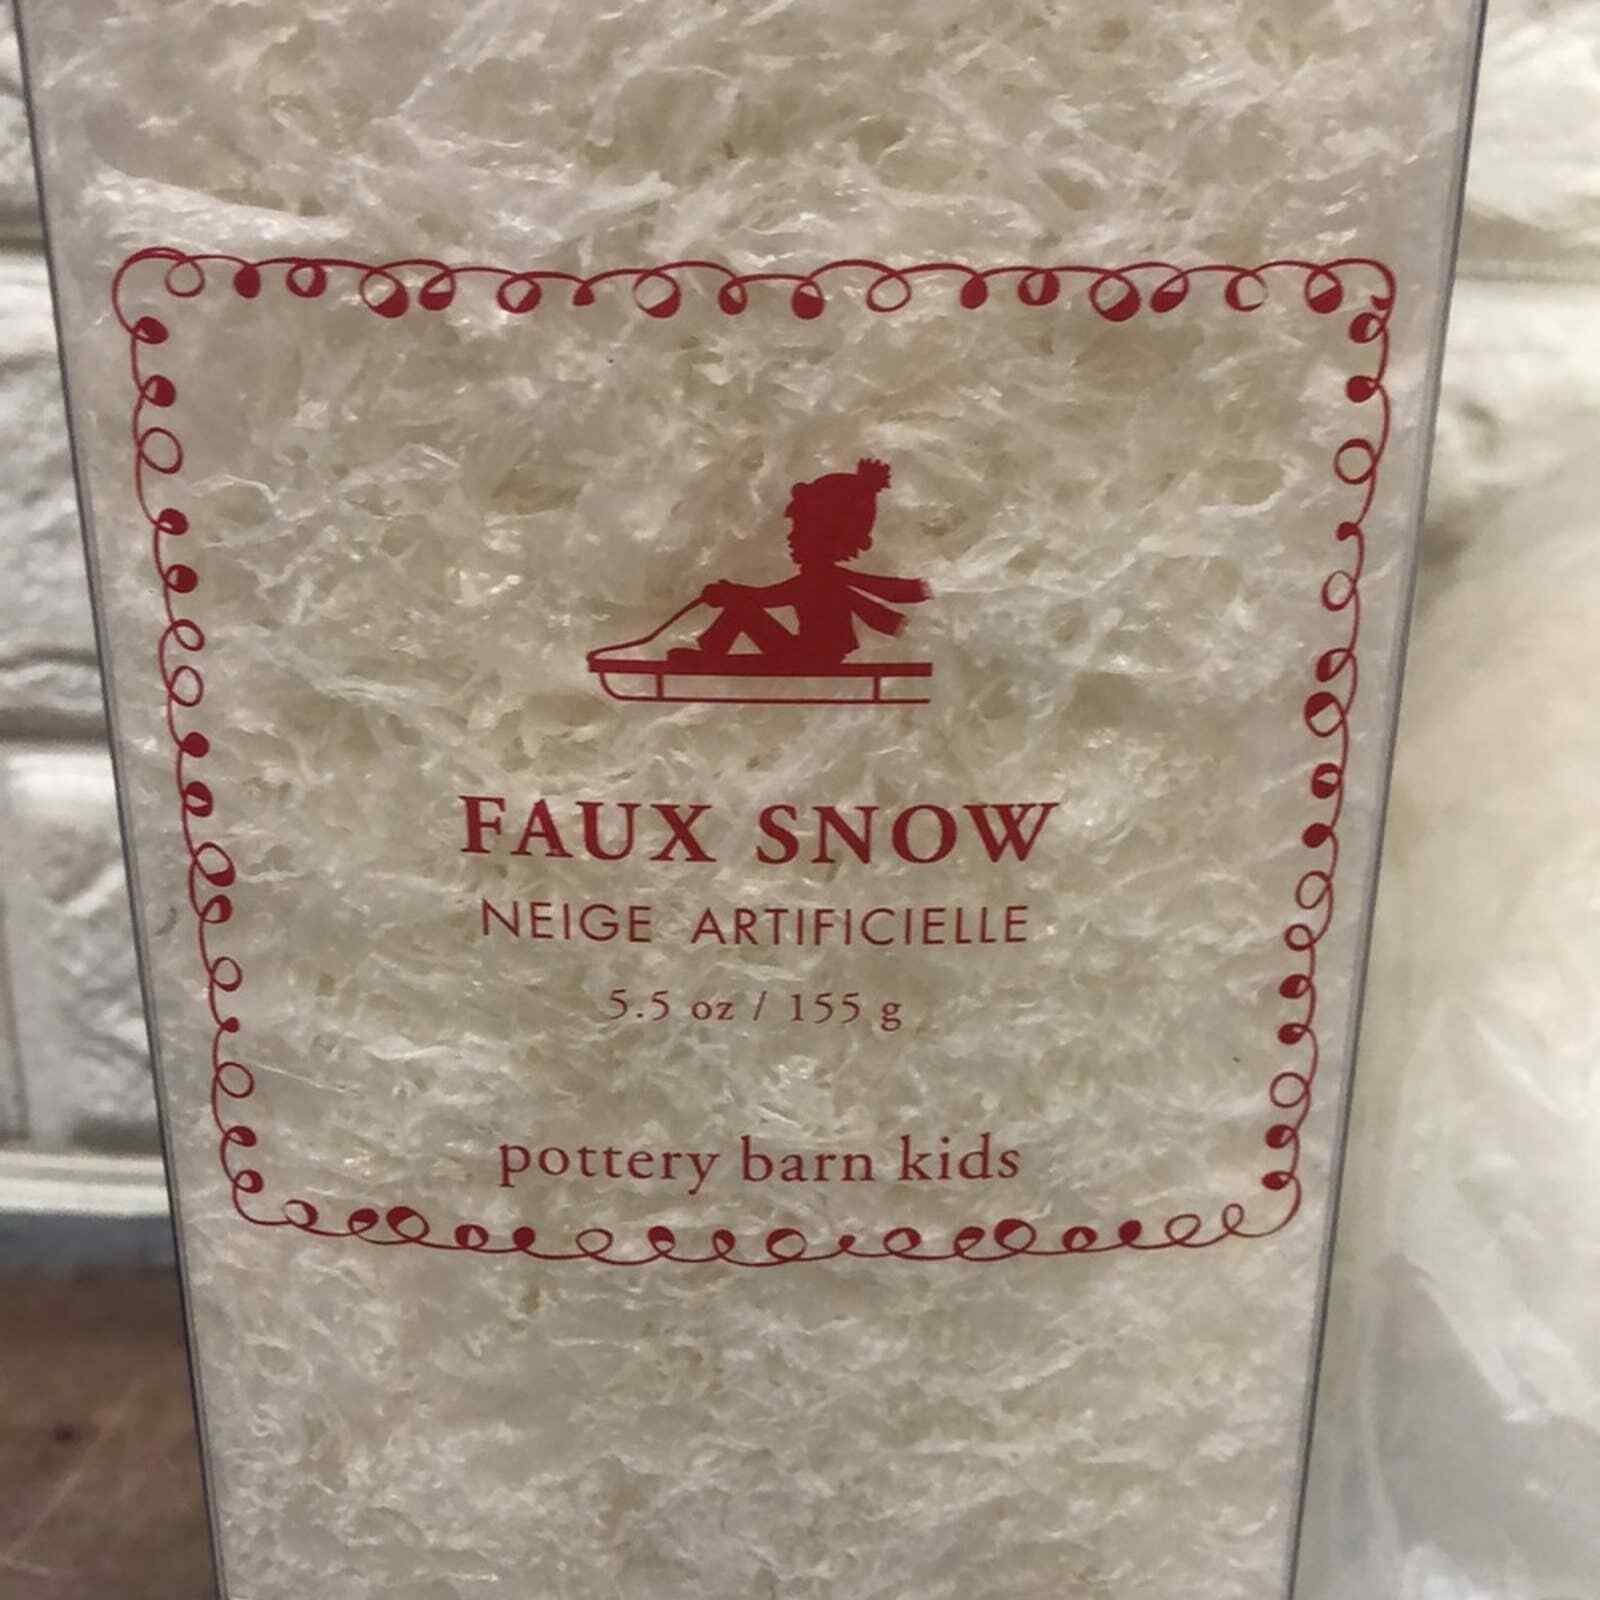 FAUX SNOW
NEIGE ARTIFICIELLE
5.5 oz / 155 g
pottery barn kids